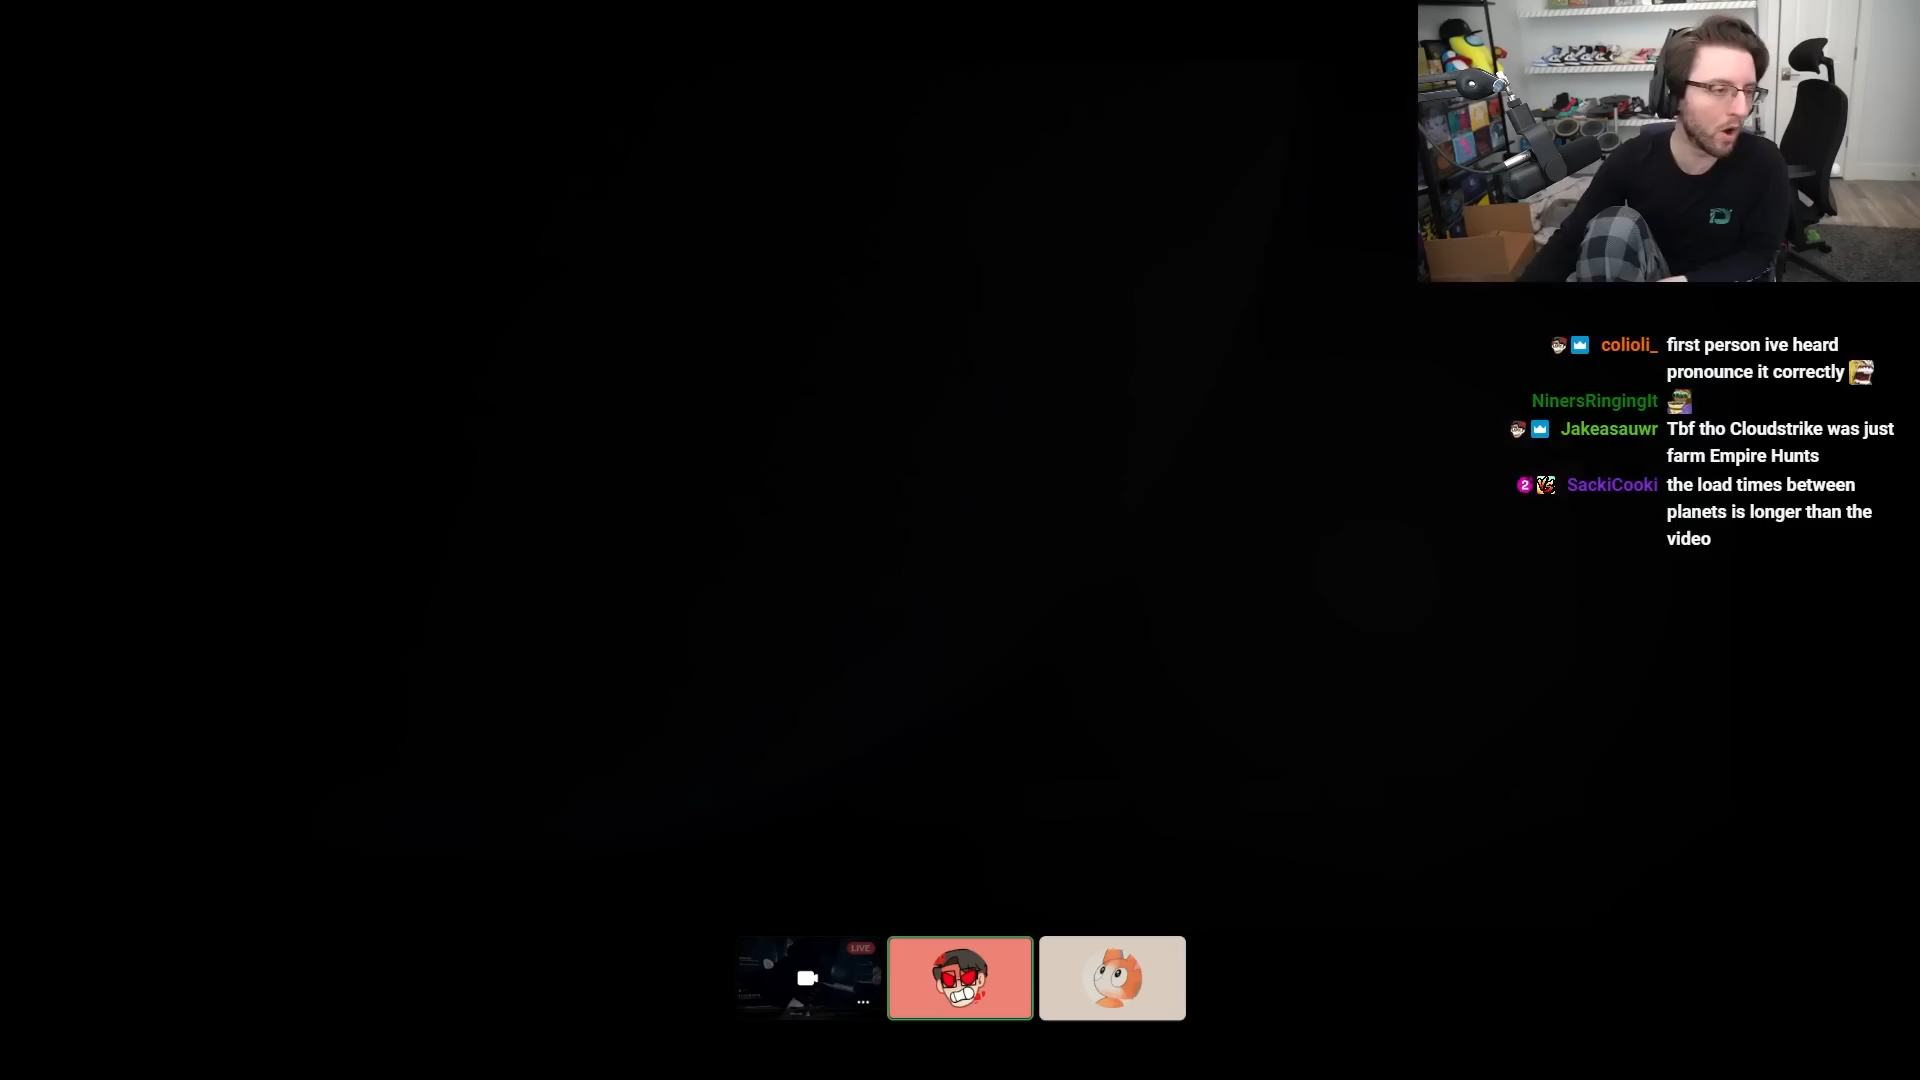 colioli_ first person ive heard
pronounce it correctly
NinersRingingIt
Jakeasauwr Tbf tho Cloudstrike was just
farm Empire Hunts
2 SackiCooki the load times between
planets is longer than the
video
LIVE